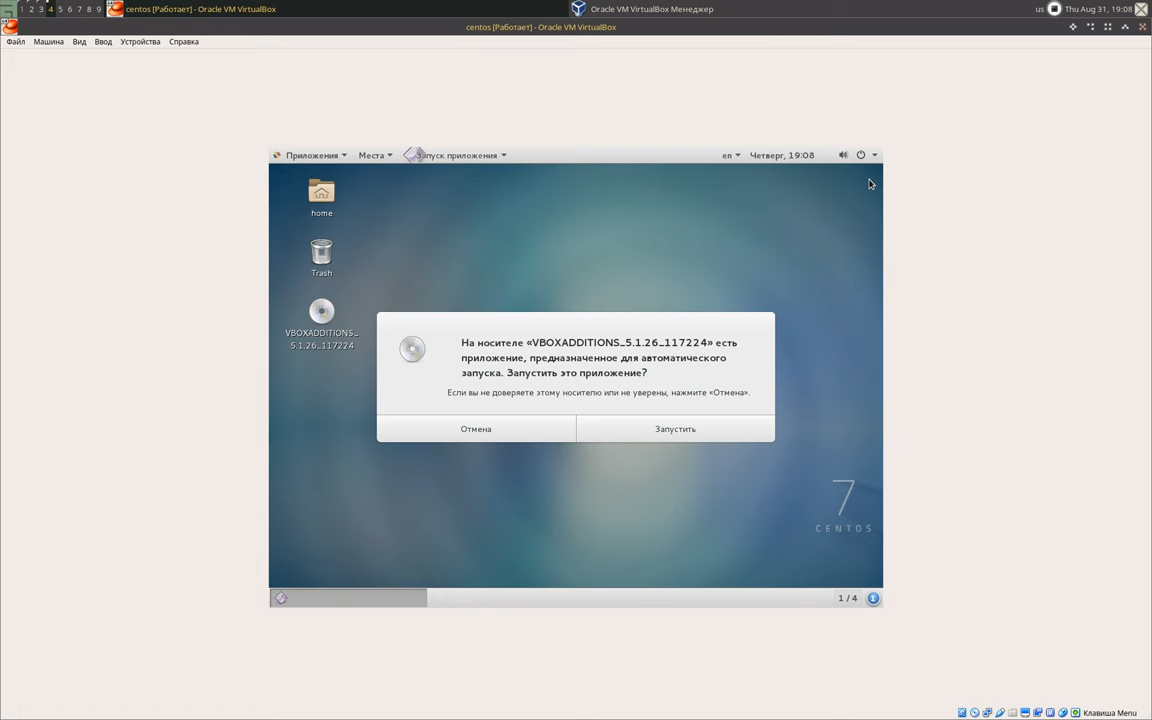 1 2 3 4 5 6 7 8 9 centos [Работает] - Oracle VM VirtualBox Oracle VM VirtualBox Менеджер us Thu Aug 31, 19:08
centos [Работает] - Oracle VM VirtualBox
Файл Машина Вид Ввод Устройства Справка
Приложения Места Запуск приложения en Четверг, 19:08
home
Trash
VBOXADDITIONS_
5.1.26_117224
На носителе «VBOXADDITIONS_5.1.26_117224» есть
приложение, предназначенное для автоматического
запуска. Запустить это приложение?
Если вы не доверяете этому носителю или не уверены, нажмите «Отмена».
Отмена Запустить
7
CENTOS
1 / 4
Клавиша Menu